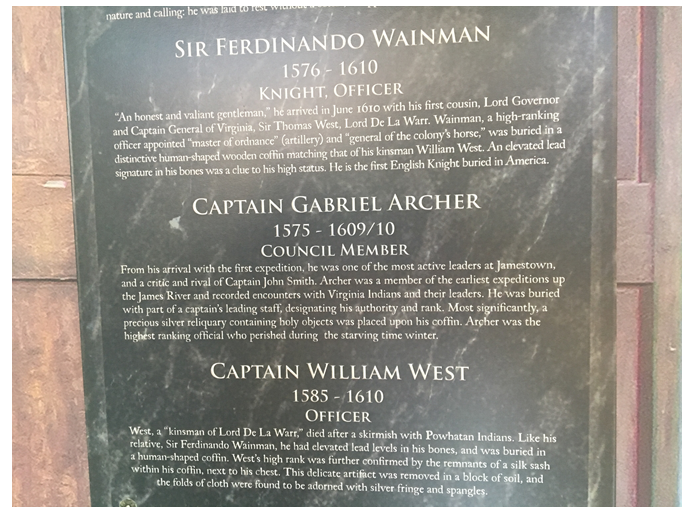 nature and calling: he was laid to rest without a
SIR FERDINANDO WAINMAN
1576 - 1610
KNIGHT, OFFICER
"An honest and valiant gentleman," he arrived in June 1610 with his first cousin, Lord Governor
and Captain General of Virginia, Sir Thomas West, Lord De La Warr. Wainman, a high-ranking
officer appointed "master of ordnance" (artillery) and "general of the colony's horse," was buried in a
distinctive human-shaped wooden coffin matching that of his kinsman William West. An elevated lead
signature in his bones was a clue to his high status. He is the first English Knight buried in America.
CAPTAIN GABRIEL ARCHER
1575 - 1609/10
COUNCIL MEMBER
From his arrival with the first expedition, he was one of the most active leaders at Jamestown,
and a critic and rival of Captain John Smith. Archer was a member of the earliest expeditions up
the James River and recorded encounters with Virginia Indians and their leaders. He was buried
with part of a captain's leading staff, designating his authority and rank. Most significantly, a
precious silver reliquary containing holy objects was placed upon his coffin. Archer was the
highest ranking official who perished during the starving time winter.
CAPTAIN WILLIAM WEST
1585 - 1610
OFFICER
West, a "kinsman of Lord De La Warr," died after a skirmish with Powhatan Indians. Like his
relative, Sir Ferdinando Wainman, he had elevated lead levels in his bones, and was buried in
a human-shaped coffin. West's high rank was further confirmed by the remnants of a silk sash
within his coffin, next to his chest. This delicate artifact was removed in a block of soil, and
the folds of cloth were found to be adorned with silver fringe and spangles.